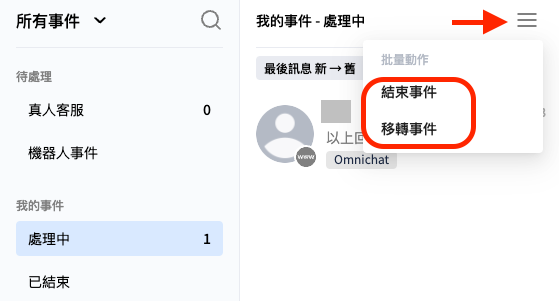 所有事件
待處理
真人客服 0
機器人事件
我的事件
處理中 1
已結束
我的事件 - 處理中
最後訊息 新 → 舊
批量動作
結束事件
移轉事件
以上
www
Omnichat